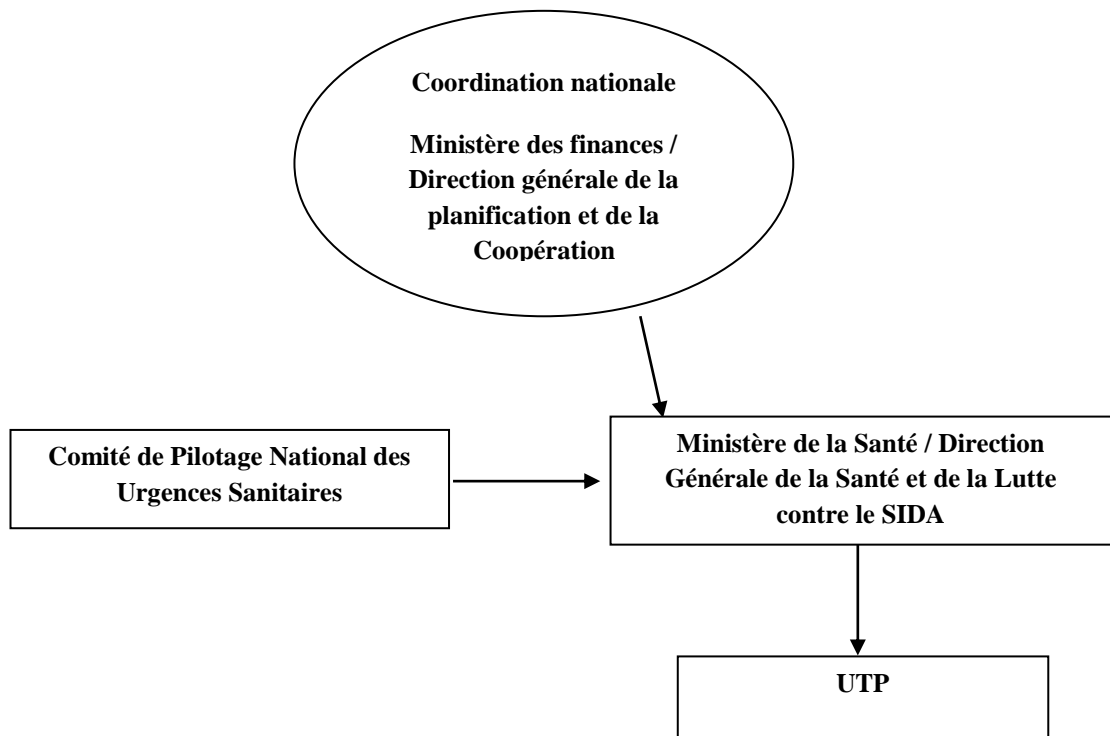 Coordination nationale
Ministère des finances /
Direction générale de la
planification et de la
Coopération
Comité de Pilotage National des
Urgences Sanitaires
Ministère de la Santé / Direction
Générale de la Santé et de la Lutte
contre le SIDA
UTP